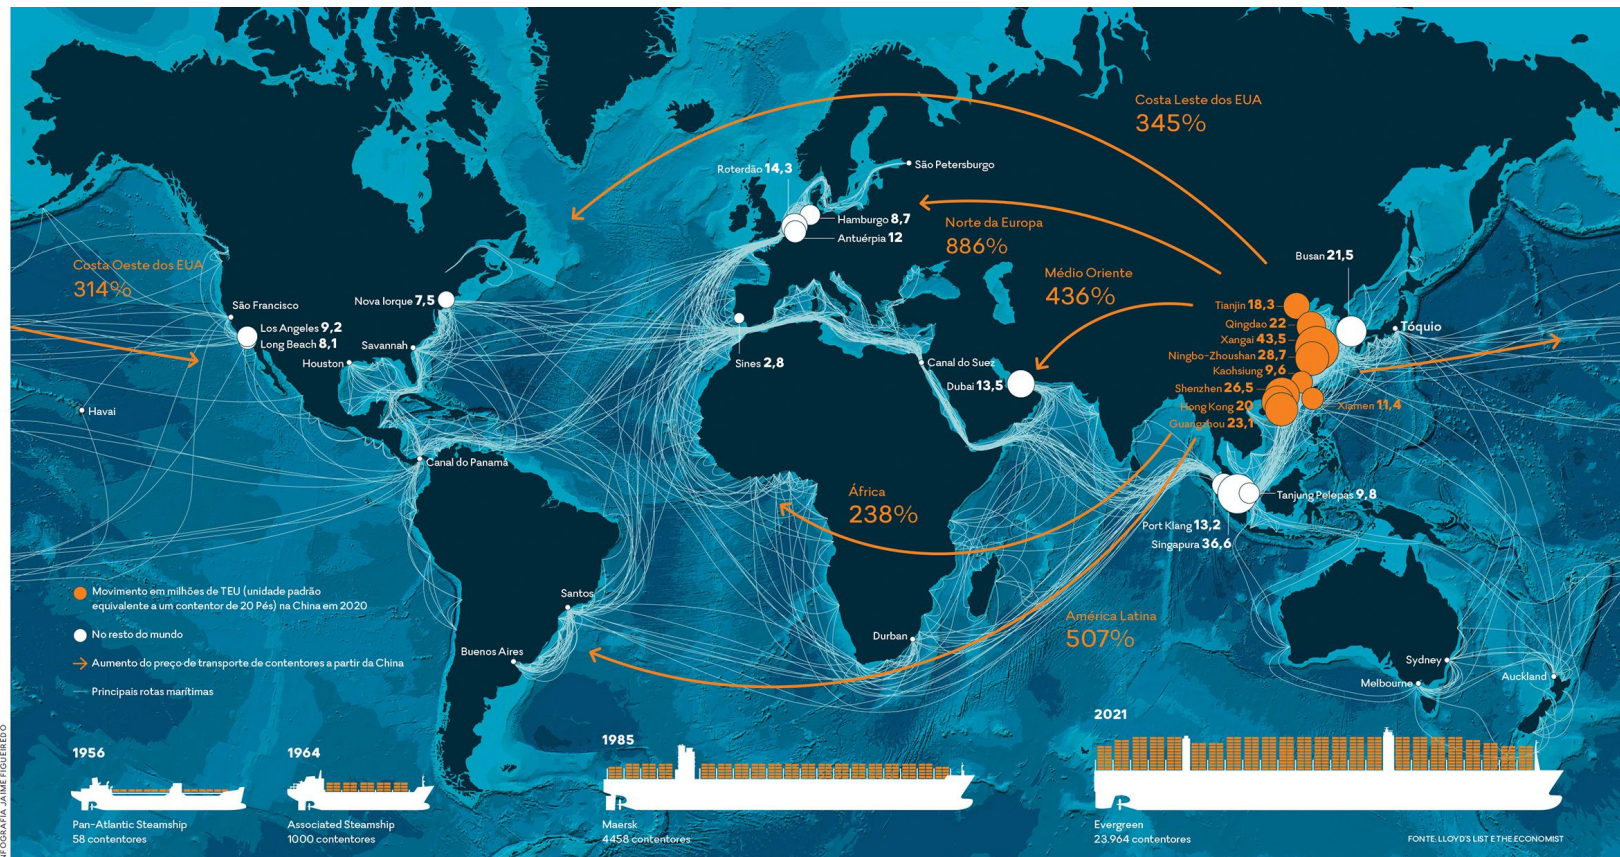 Costa Leste dos EUA
345%
Roterdão 14,3
São Petersburgo
Hamburgo 8,7
Antuérpia 12
Norte da Europa
886%
Costa Oeste dos EUA
314%
Médio Oriente
436%
Busan 21,5
Nova Iorque 7,5
São Francisco
Los Angeles 9,2
Long Beach 8,1
Savannah
Houston
Sines 2,8
Canal do Suez
Dubai 13,5
Tianjin 18,3
Qingdao 22
Xangai 43,5
Ningbo-Zhoushan 28,7
Kaohsiung 9,6
Shenzhen 26,5
Hong Kong 20
Guangzhou 23,1
Tóquio
Xiamen 11,4
Havai
Canal do Panamá
África
238%
Tanjung Pelepas 9,8
Port Klang 13,2
Singapura 36,6
Movimento em milhões de TEU (unidade padrão
equivalente a um contentor de 20 Pés) na China em 2020
No resto do mundo
Aumento do preço de transporte de contentores a partir da China
Principais rotas marítimas
Santos
Buenos Aires
Durban
América Latina
507%
Sydney
Melbourne
Auckland
1956
Pan-Atlantic Steamship
58 contentores
1964
Associated Steamship
1000 contentores
1985
Maersk
4458 contentores
2021
Evergreen
23.964 contentores
FONTE: LLOYD'S LIST E THE ECONOMIST
INFOGRAFIA JAIME FIGUEIREDO